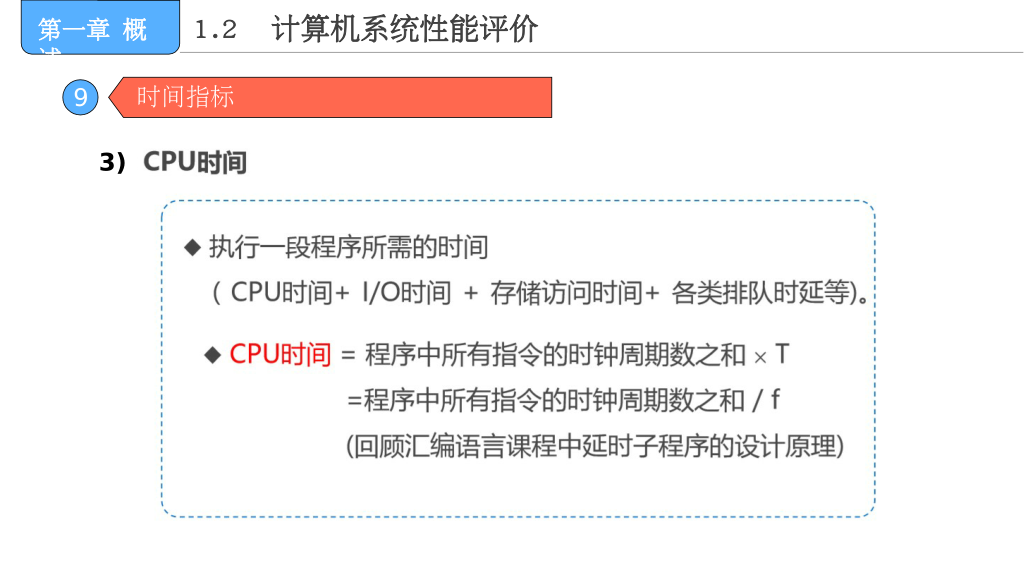 第一章 概
1.2 计算机系统性能评价
9 时间指标
3) CPU时间
◆ 执行一段程序所需的时间
( CPU时间+ I/O时间 + 存储访问时间+ 各类排队时延等)。
◆ CPU时间 = 程序中所有指令的时钟周期数之和 × T
=程序中所有指令的时钟周期数之和 / f
(回顾汇编语言课程中延时子程序的设计原理)